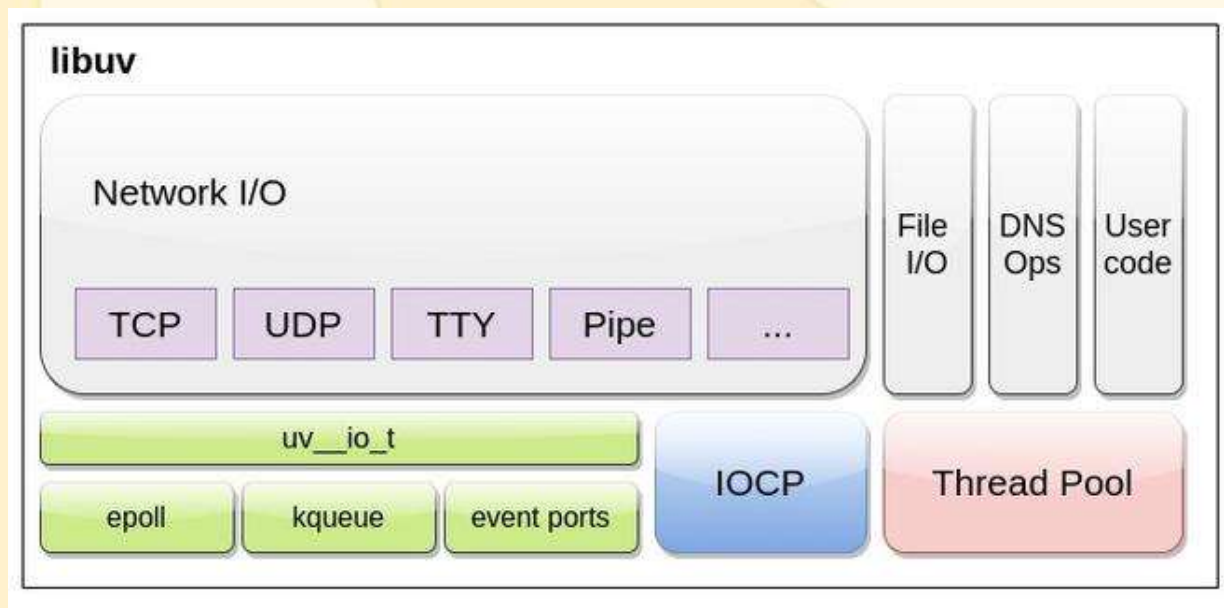 libuv
Network I/O
TCP
UDP
TTY
Pipe
...
File
I/O
DNS
Ops
User
code
uv__io_t
epoll
kqueue
event ports
IOCP
Thread Pool